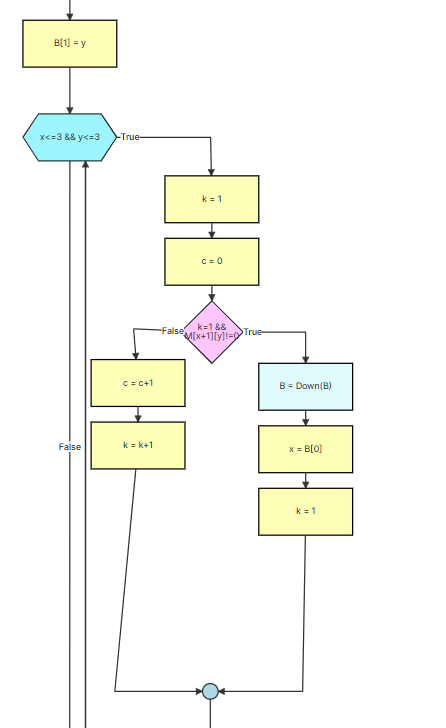 B[1] = y
x<=3 && y<=3
True
k = 1
c = 0
False
k=1 &&
M[x+1][y]!=0
True
c = c+1
B = Down(B)
k = k+1
x = B[0]
False
k = 1